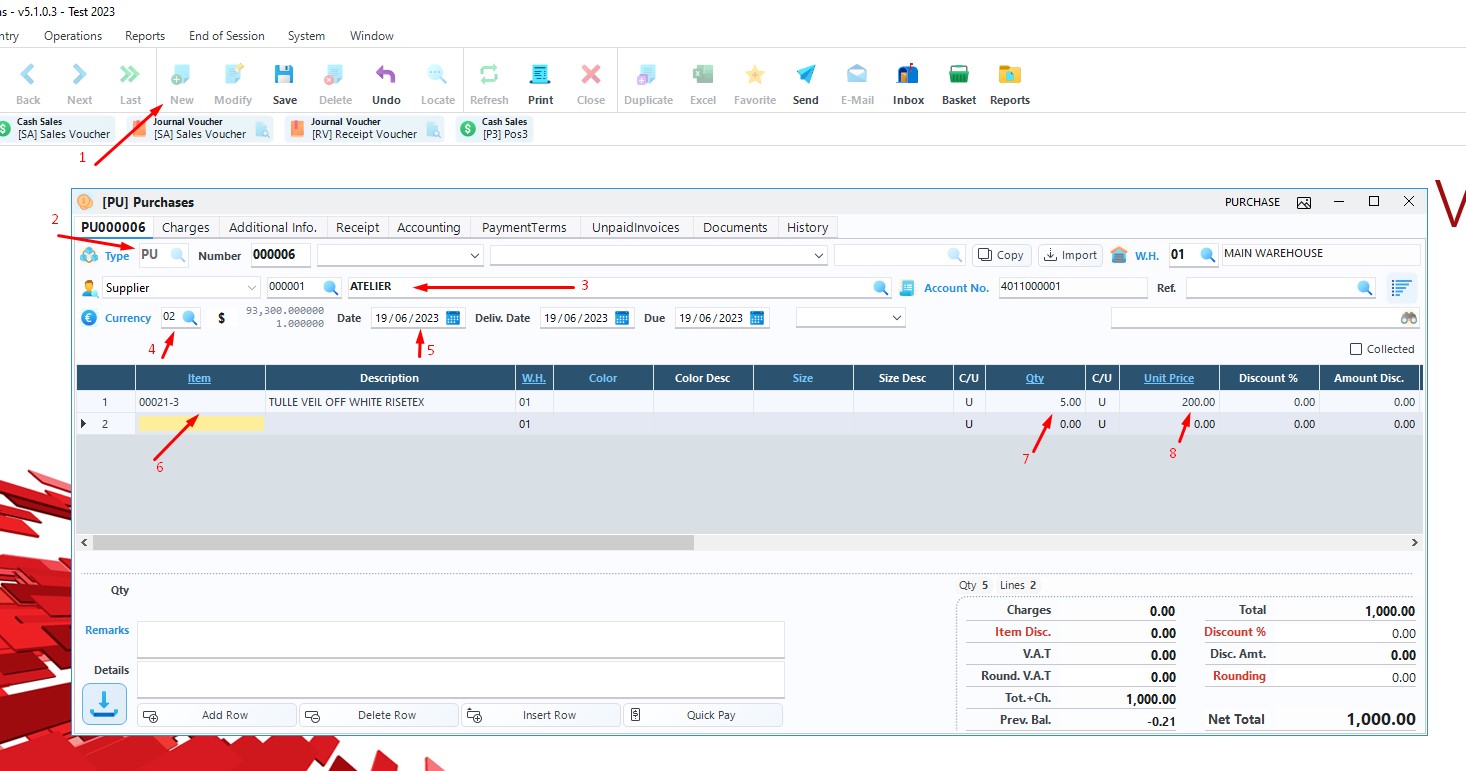 ns - v5.1.0.3 - Test 2023
ntry Operations Reports End of Session System Window
Back Next Last New Modify Save Delete Undo Locate Refresh Print Close Duplicate Excel Favorite Send E-Mail Inbox Basket Reports
Cash Sales Journal Voucher Journal Voucher Cash Sales
[SA] Sales Voucher [SA] Sales Voucher [RV] Receipt Voucher [P3] Pos3
1
V
[PU] Purchases PURCHASE
2
PU000006 Charges Additional Info. Receipt Accounting PaymentTerms UnpaidInvoices Documents History
Type PU Number 000006 Copy Import W.H. 01 MAIN WAREHOUSE
Supplier 000001 ATELIER 3 Account No. 4011000001 Ref.
Currency 02 $ 93,300.000000 Date 19/06/2023 Deliv. Date 19/06/2023 Due 19/06/2023
1.000000
4 5
Collected
Item Description W.H. Color Color Desc Size Size Desc C/U Qty C/U Unit Price Discount % Amount Disc.
1 00021-3 TULLE VEIL OFF WHITE RISETEX 01 U 5.00 U 200.00 0.00 0.00
2 01 U 0.00 U 0.00 0.00 0.00
6 7 8
Qty
Qty 5 Lines 2
Charges 0.00 Total 1,000.00
Remarks
Item Disc. 0.00 Discount % 0.00
V.A.T 0.00 Disc. Amt. 0.00
Details
Round. V.A.T 0.00 Rounding 0.00
Tot.+Ch. 1,000.00
Add Row Delete Row Insert Row Quick Pay
Prev. Bal. -0.21 Net Total 1,000.00